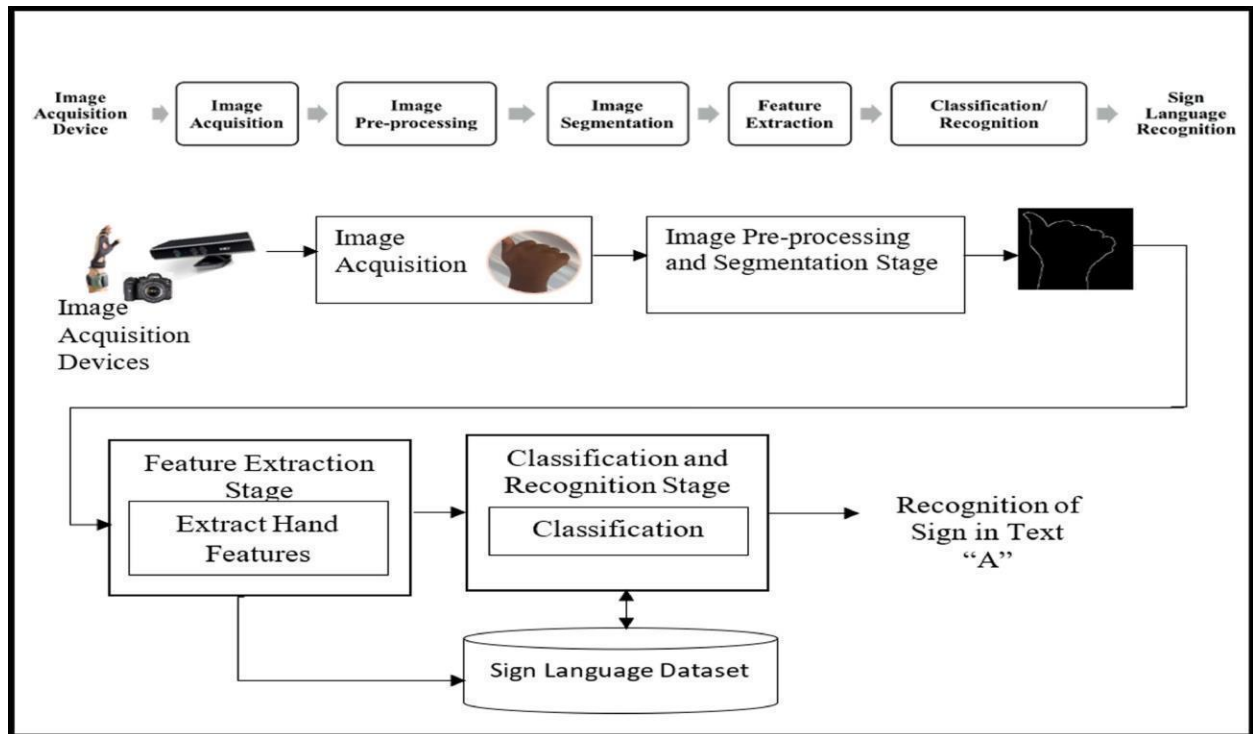 Image
Acquisition
Device
Image
Acquisition
Image
Pre-processing
Image
Segmentation
Feature
Extraction
Classification/
Recognition
Sign
Language
Recognition
Image
Acquisition
Image Pre-processing
and Segmentation Stage
Image
Acquisition
Devices
Feature Extraction
Stage
Extract Hand
Features
Classification and
Recognition Stage
Classification
Recognition of
Sign in Text
“A”
Sign Language Dataset